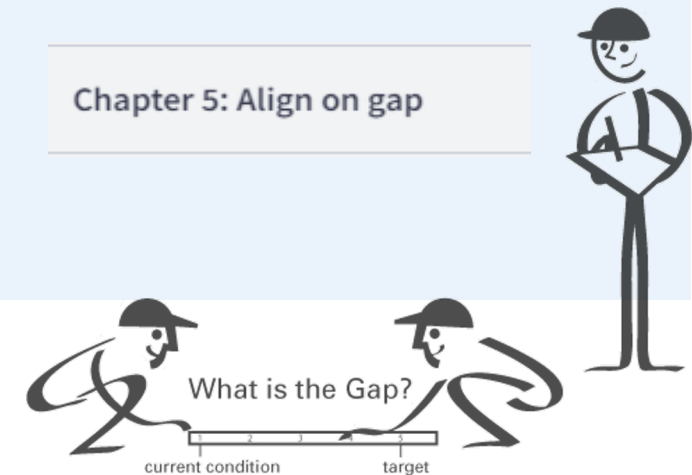 Chapter 5: Align on gap
What is the Gap?
1 2 3 4 5
current condition target